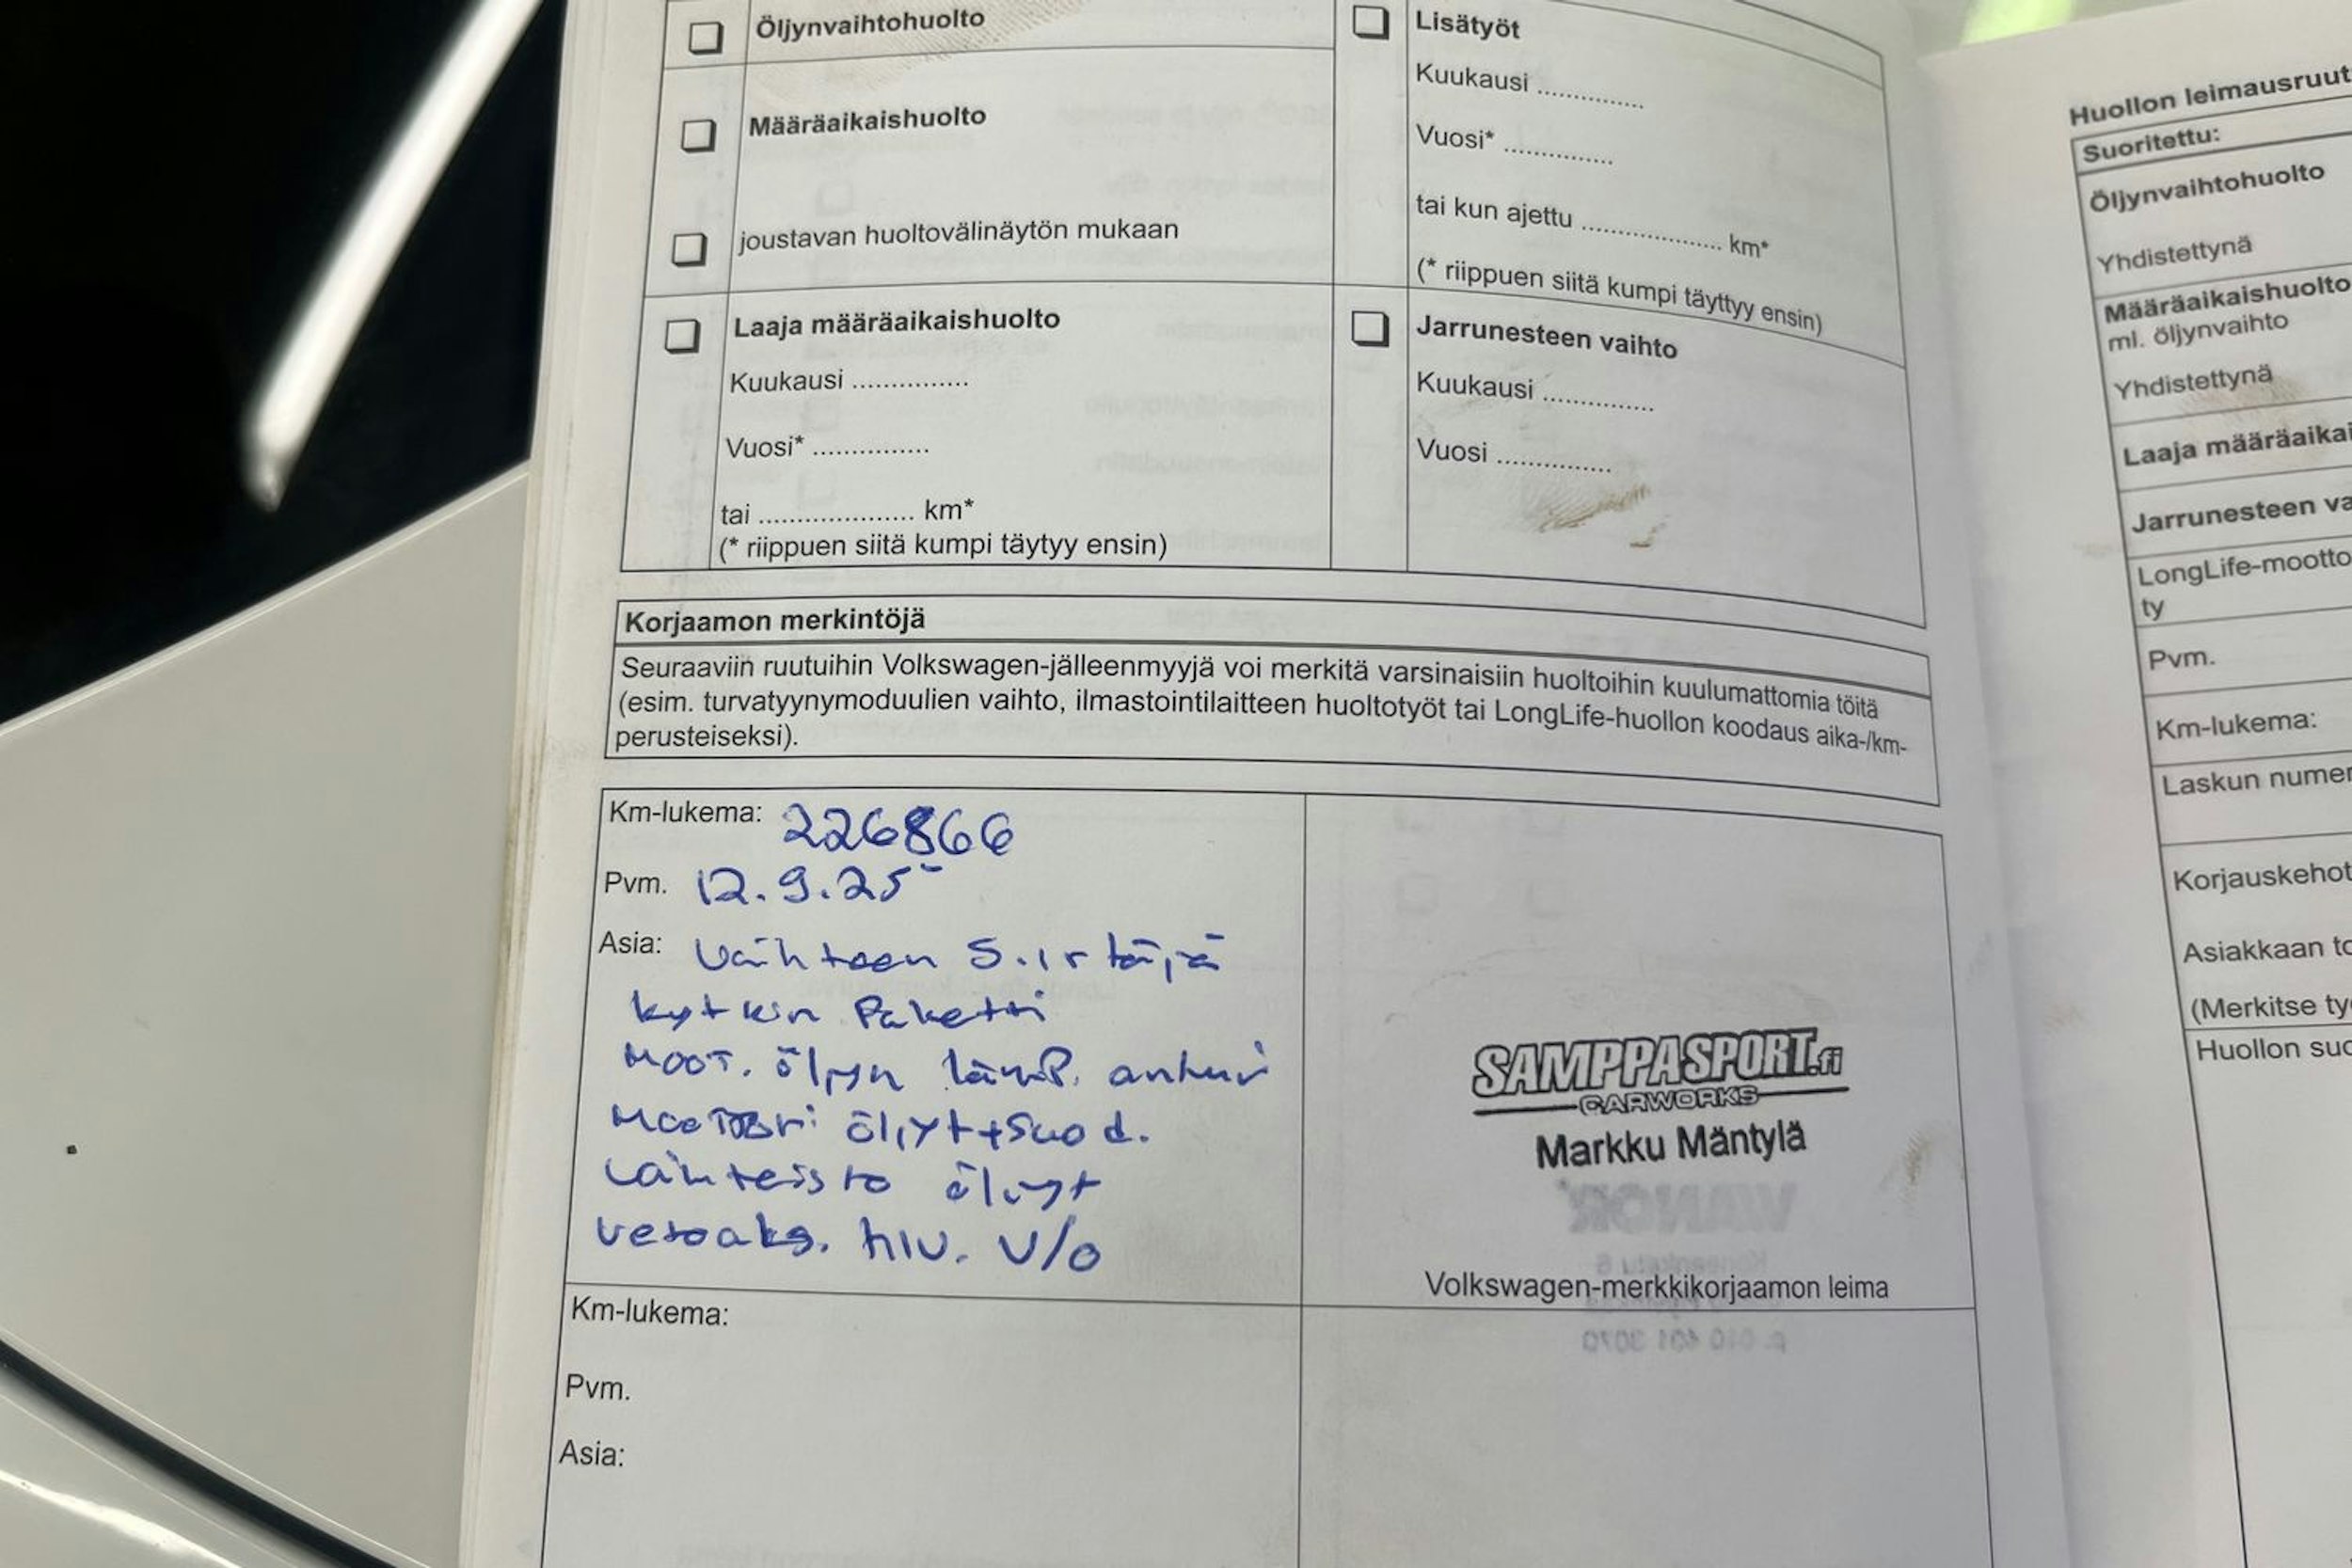 Öljynvaihtohuolto
Määräaikaishuolto
joustavan huoltovälinäytön mukaan
Laaja määräaikaishuolto
Kuukausi ...............
Vuosi* ...............
tai .................... km*
(* riippuen siitä kumpi täytyy ensin)
Lisätyöt
Kuukausi ...............
Vuosi* ...............
tai kun ajettu .................... km*
(* riippuen siitä kumpi täyttyy ensin)
Jarrunesteen vaihto
Kuukausi ...............
Vuosi ...............
Korjaamon merkintöjä
Seuraaviin ruutuihin Volkswagen-jälleenmyyjä voi merkitä varsinaisiin huoltoihin kuulumattomia töitä
(esim. turvatyynymoduulien vaihto, ilmastointilaitteen huoltotyöt tai LongLife-huollon koodaus aika-/km-
perusteiseksi).
Km-lukema: 226866
Pvm. 12.9.25
Asia: Vaihteen S.irtäjä
kytkin Paketti
Moot. öljyn lämP. anturi
Moottori öljyt+Suod.
Vaihteisto öljyt
vetoaks. hiv. V/O
SAMPPASPORT.fi
CARWORKS
Markku Mäntylä
Volkswagen-merkkikorjaamon leima
Km-lukema:
Pvm.
Asia:
Huollon leimausruut
Suoritettu:
Öljynvaihtohuolto
Yhdistettynä
Määräaikaishuolto
ml. öljynvaihto
Yhdistettynä
Laaja määräaikai
Jarrunesteen va
LongLife-mootto
ty
Pvm.
Km-lukema:
Laskun numer
Korjauskehot
Asiakkaan to
(Merkitse ty
Huollon suo